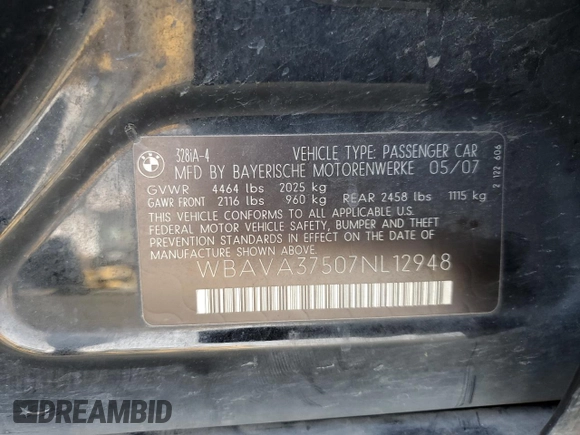 BMW
328iA-4
VEHICLE TYPE: PASSENGER CAR
MFD BY BAYERISCHE MOTORENWERKE 05/07
GVWR 4464 lbs 2025 kg
GAWR FRONT 2116 lbs 960 kg REAR 2458 lbs 1115 kg
THIS VEHICLE CONFORMS TO ALL APPLICABLE U.S.
FEDERAL MOTOR VEHICLE SAFETY, BUMPER AND THEFT
PREVENTION STANDARDS IN EFFECT ON THE DATE OF
MANUFACTURE SHOWN ABOVE.
WBAVA37507NL12948
2 122 606
DREAMBID